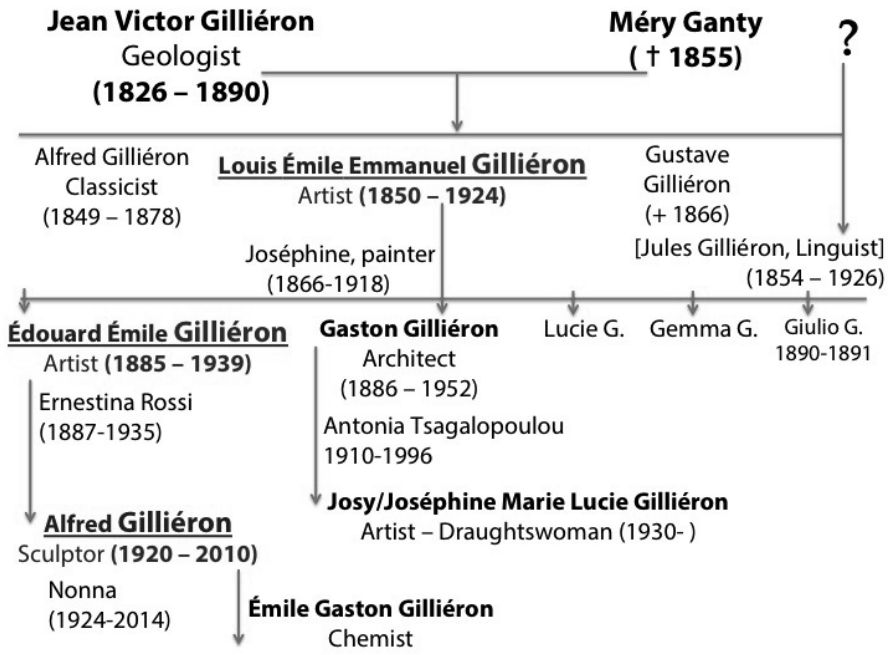 Jean Victor Gilliéron
Geologist
(1826 – 1890)
Méry Ganty
( † 1855)
?
Alfred Gilliéron
Classicist
(1849 – 1878)
Louis Émile Emmanuel Gilliéron
Artist (1850 – 1924)
Gustave
Gilliéron
(+ 1866)
[Jules Gilliéron, Linguist]
(1854 – 1926)
Joséphine, painter
(1866-1918)
Édouard Émile Gilliéron
Artist (1885 – 1939)
Gaston Gilliéron
Architect
(1886 – 1952)
Lucie G.
Gemma G.
Giulio G.
1890-1891
Ernestina Rossi
(1887-1935)
Antonia Tsagalopoulou
1910-1996
Josy/Joséphine Marie Lucie Gilliéron
Artist – Draughtswoman (1930- )
Alfred Gilliéron
Sculptor (1920 – 2010)
Nonna
(1924-2014)
Émile Gaston Gilliéron
Chemist